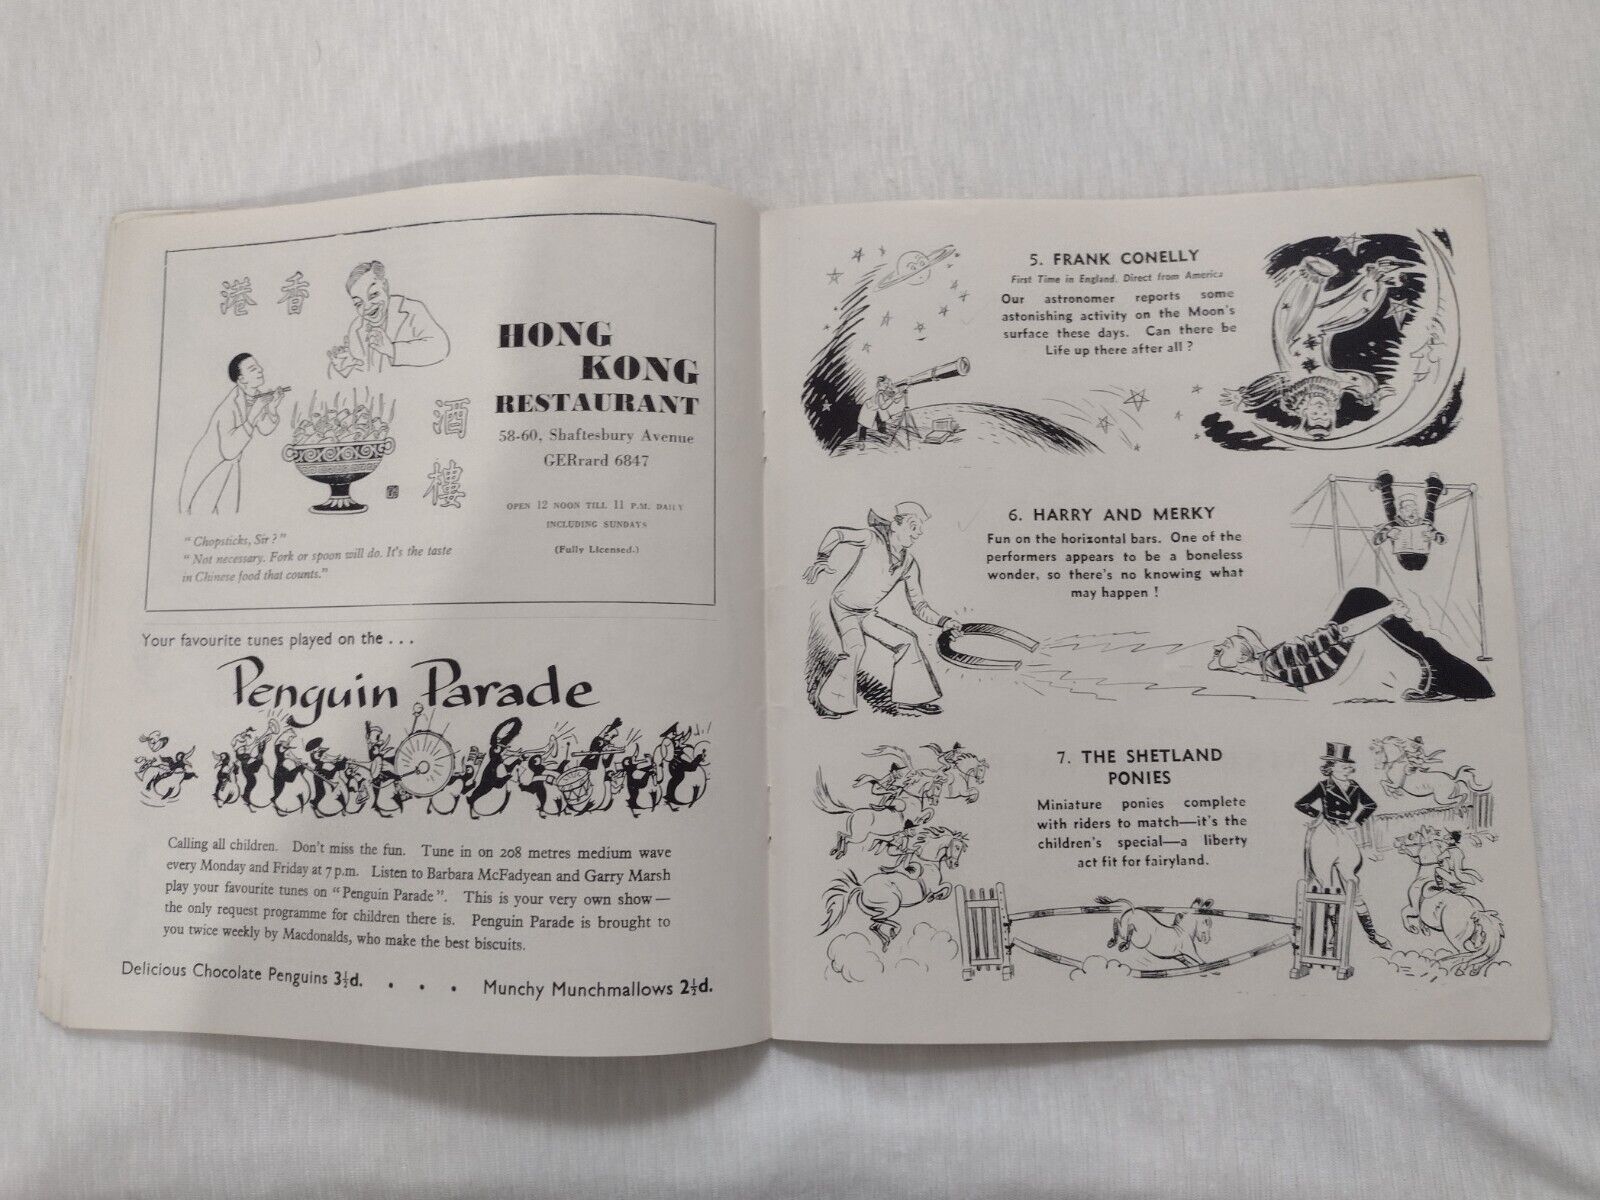 港 香
酒
樓
HONG
KONG
RESTAURANT
58-60, Shaftesbury Avenue
GERrard 6847
OPEN 12 NOON TILL 11 P.M. DAILY
INCLUDING SUNDAYS
(Fully Licensed.)
"Chopsticks, Sir?"
"Not necessary. Fork or spoon will do. It's the taste
in Chinese food that counts."
Your favourite tunes played on the . . .
Penguin Parade
Calling all children. Don't miss the fun. Tune in on 208 metres medium wave
every Monday and Friday at 7 p.m. Listen to Barbara McFadyean and Garry Marsh
play your favourite tunes on "Penguin Parade". This is your very own show—
the only request programme for children there is. Penguin Parade is brought to
you twice weekly by Macdonalds, who make the best biscuits.
Delicious Chocolate Penguins 3½d. . . . Munchy Munchmallows 2½d.
5. FRANK CONELLY
First Time in England. Direct from America
Our astronomer reports some
astonishing activity on the Moon's
surface these days. Can there be
Life up there after all?
6. HARRY AND MERKY
Fun on the horizontal bars. One of the
performers appears to be a boneless
wonder, so there's no knowing what
may happen!
7. THE SHETLAND
PONIES
Miniature ponies complete
with riders to match—it's the
children's special—a liberty
act fit for fairyland.